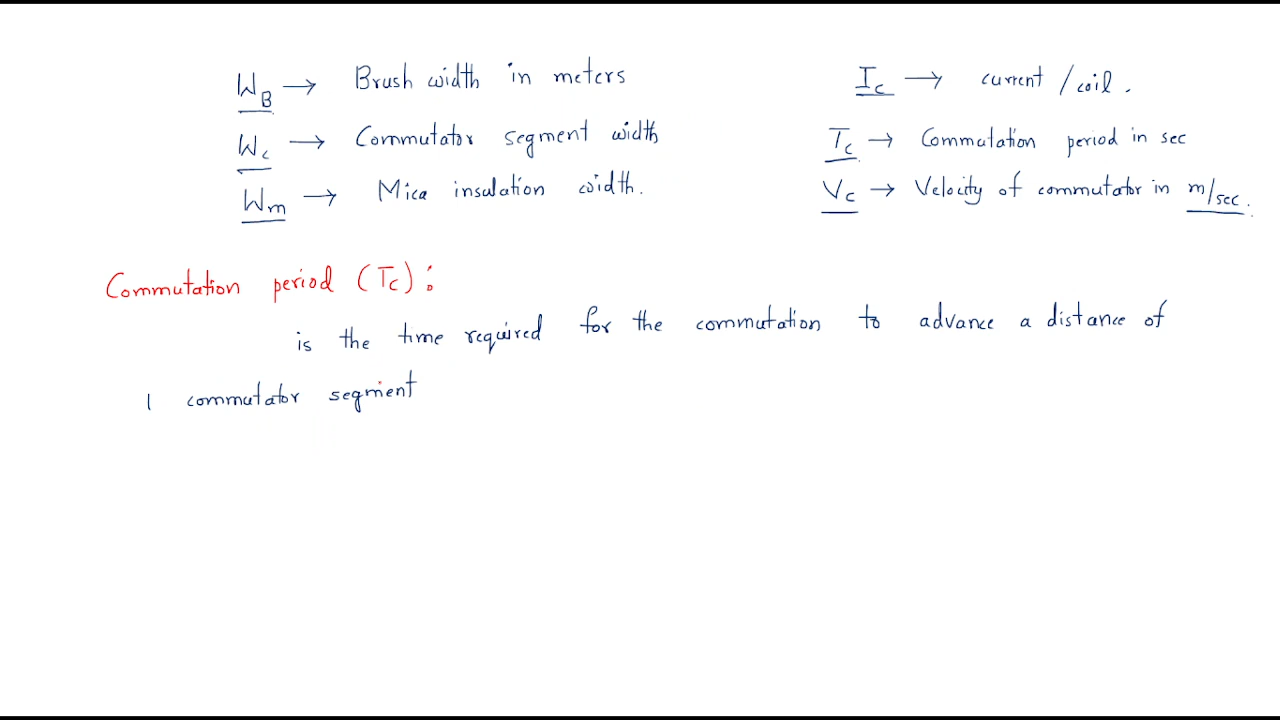 W_B → Brush width in meters
W_c → Commutator segment width
W_m → Mica insulation width.
I_c → current / coil.
T_c → Commutation period in sec
V_c → Velocity of commutator in m/sec.
Commutation period (T_c) :
is the time required for the commutation to advance a distance of
1 commutator segment